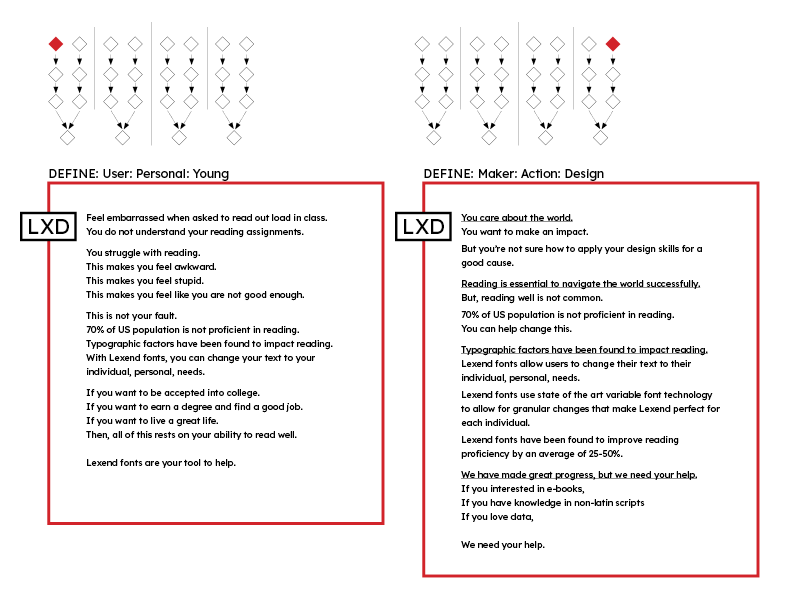 DEFINE: User: Personal: Young
LXD
Feel embarrassed when asked to read out load in class.
You do not understand your reading assignments.
You struggle with reading.
This makes you feel awkward.
This makes you feel stupid.
This makes you feel like you are not good enough.
This is not your fault.
70% of US population is not proficient in reading.
Typographic factors have been found to impact reading.
With Lexend fonts, you can change your text to your
individual, personal, needs.
If you want to be accepted into college.
If you want to earn a degree and find a good job.
If you want to live a great life.
Then, all of this rests on your ability to read well.
Lexend fonts are your tool to help.
DEFINE: Maker: Action: Design
LXD
You care about the world.
You want to make an impact.
But you're not sure how to apply your design skills for a
good cause.
Reading is essential to navigate the world successfully.
But, reading well is not common.
70% of US population is not proficient in reading.
You can help change this.
Typographic factors have been found to impact reading.
Lexend fonts allow users to change their text to their
individual, personal, needs.
Lexend fonts use state of the art variable font technology
to allow for granular changes that make Lexend perfect for
each individual.
Lexend fonts have been found to improve reading
proficiency by an average of 25-50%.
We have made great progress, but we need your help.
If you interested in e-books,
If you have knowledge in non-latin scripts
If you love data,
We need your help.